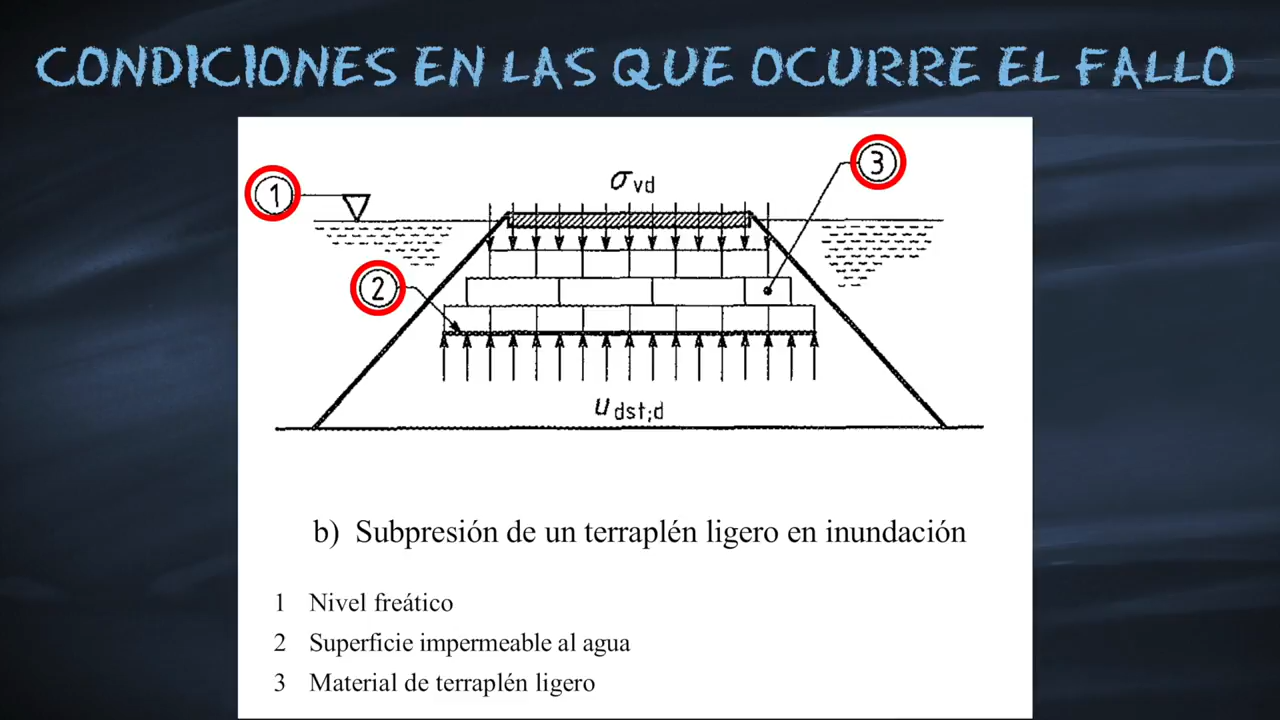 CONDICIONES EN LAS QUE OCURRE EL FALLO
1
3
σvd
2
udst;d
b) Subpresión de un terraplén ligero en inundación
1 Nivel freático
2 Superficie impermeable al agua
3 Material de terraplén ligero